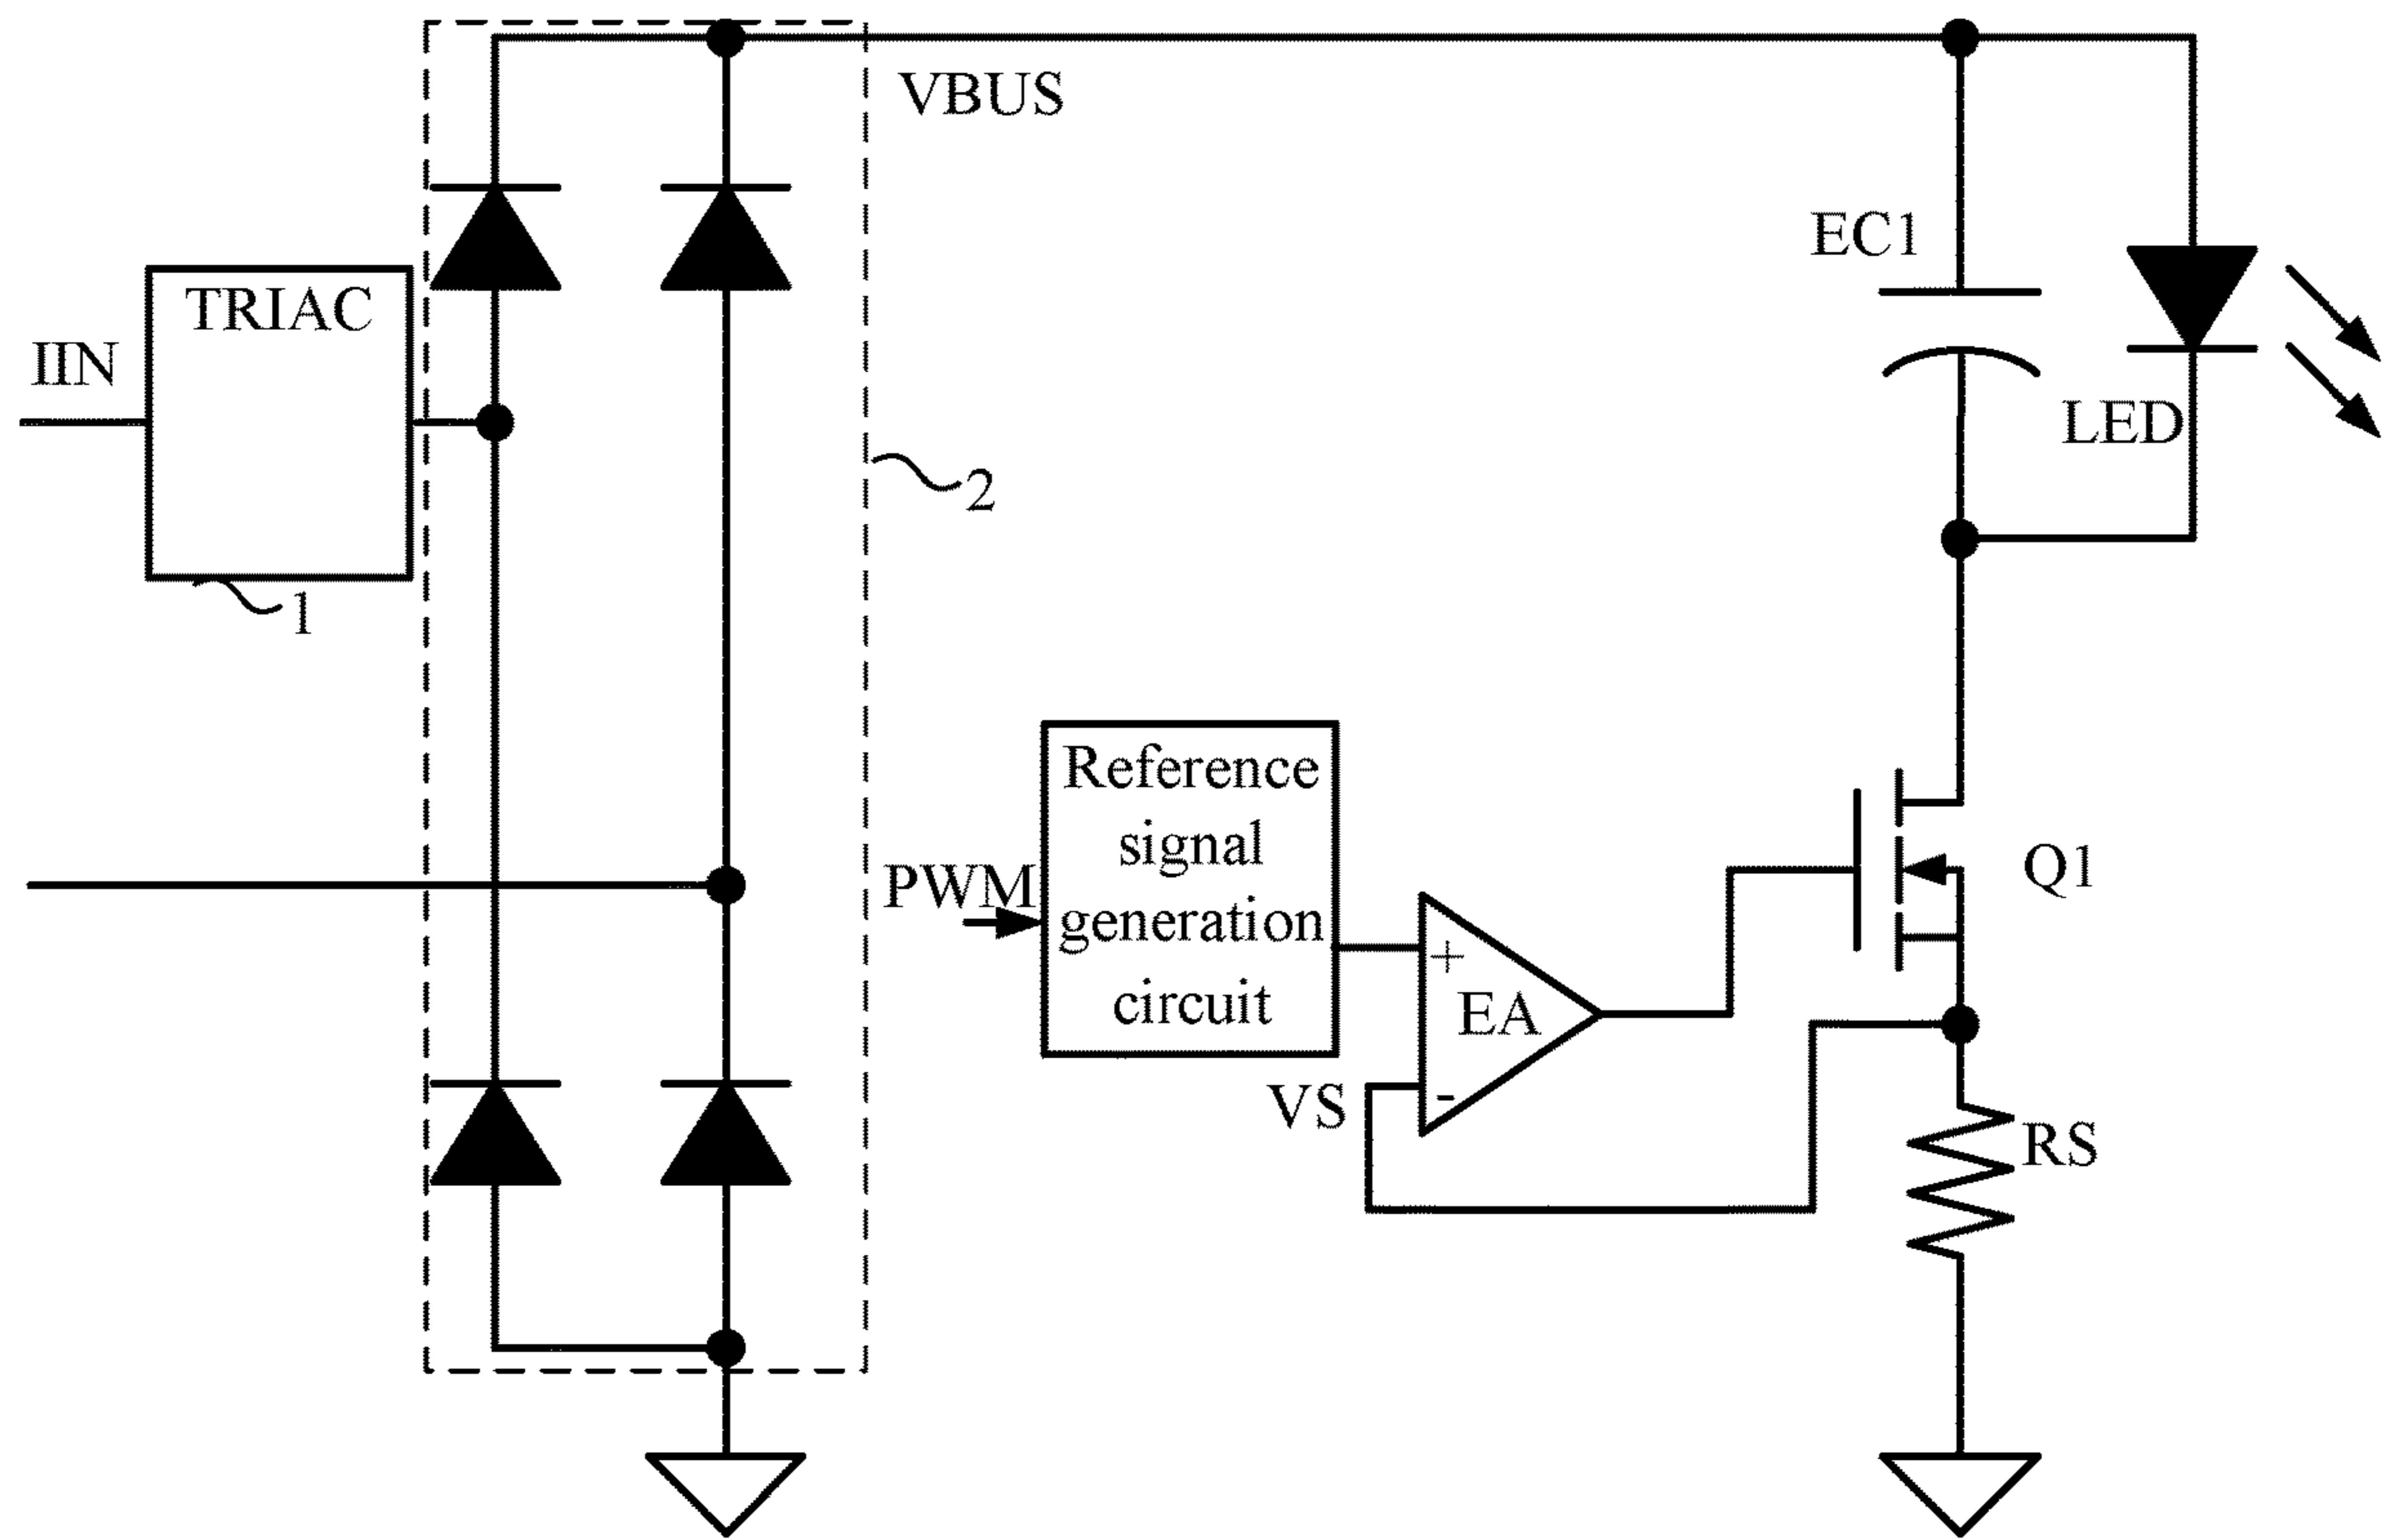 VBUS
EC1
TRIAC
IIN
LED
2
1
Reference
signal
generation
circuit
PWM
Q1
+
EA
-
VS
RS